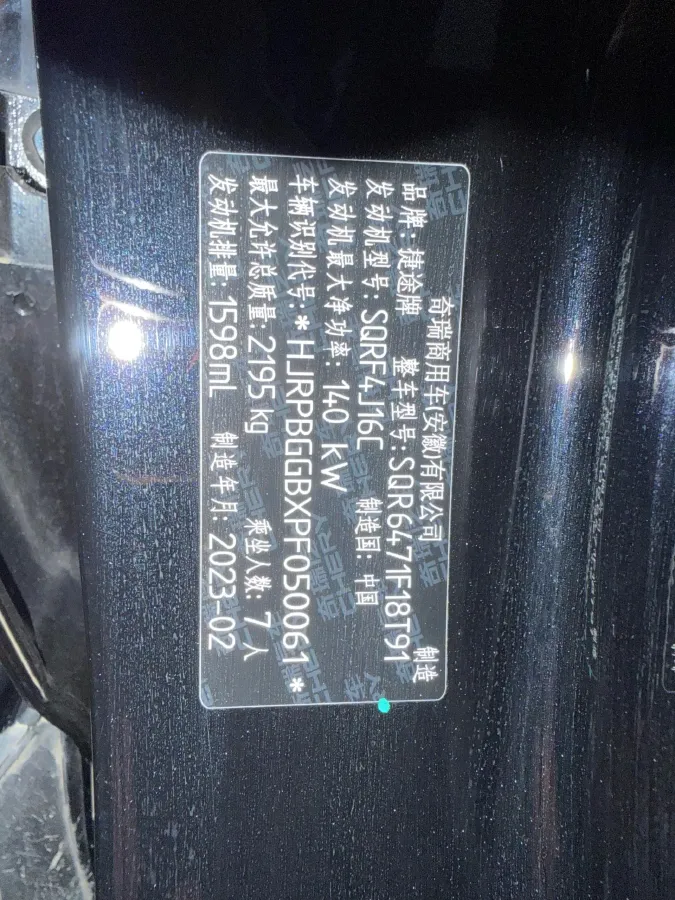 奇瑞商用车(安徽)有限公司 制造
品牌: 捷途牌 整车型号: SQR6471F18T91
发动机型号: SQRF4J16C 制造国: 中国
发动机最大净功率: 140 kW
车辆识别代号: *HJRPBGGBXPF050061*
最大允许总质量: 2195 kg 乘坐人数: 7人
发动机排量: 1598mL 制造年月: 2023-02
奇瑞 CHERY